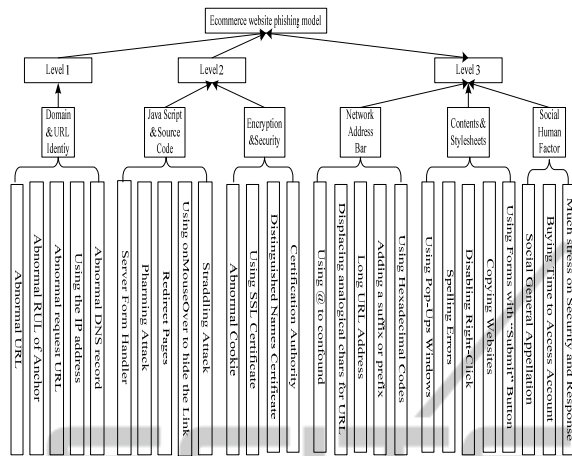 Ecommerce website phishing model
Level 1
Level 2
Level 3
Domain
& URL
Identiy
Java Script
& Source
Code
Encryption
& Security
Network
Address
Bar
Contents &
Stylesheets
Social
Human
Factor
Abnormal URL
Abnormal RUL of Anchor
Abnormal request URL
Using the IP address
Abnormal DNS record
Server Form Handler
Pharming Attack
Redirect Pages
Using onMouseOver to hide the Link
Straddling Attack
Abnormal Cookie
Using SSL Certificate
Distinguished Names Certificate
Certification Authority
Using @ to confound
Displacing analogical chars for URL
Long URL Address
Adding a suffix or prefix
Using Hexadecimal Codes
Using Pop-Ups Windows
Spelling Errors
Disabling Right-Click
Copying Websites
Using Forms with “Submit” Button
Social General Appellation
Buying Time to Access Account
Much stress on Security and Response